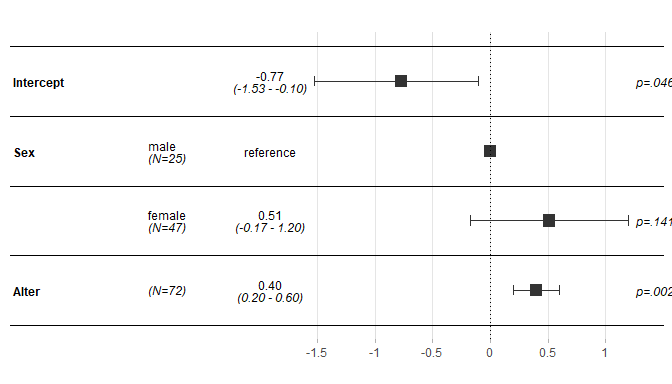 Intercept
-0.77
(-1.53 - -0.10)
p=.046
Sex
male
(N=25)
reference
female
(N=47)
0.51
(-0.17 - 1.20)
p=.141
Alter
(N=72)
0.40
(0.20 - 0.60)
p=.002
-1.5 -1 -0.5 0 0.5 1